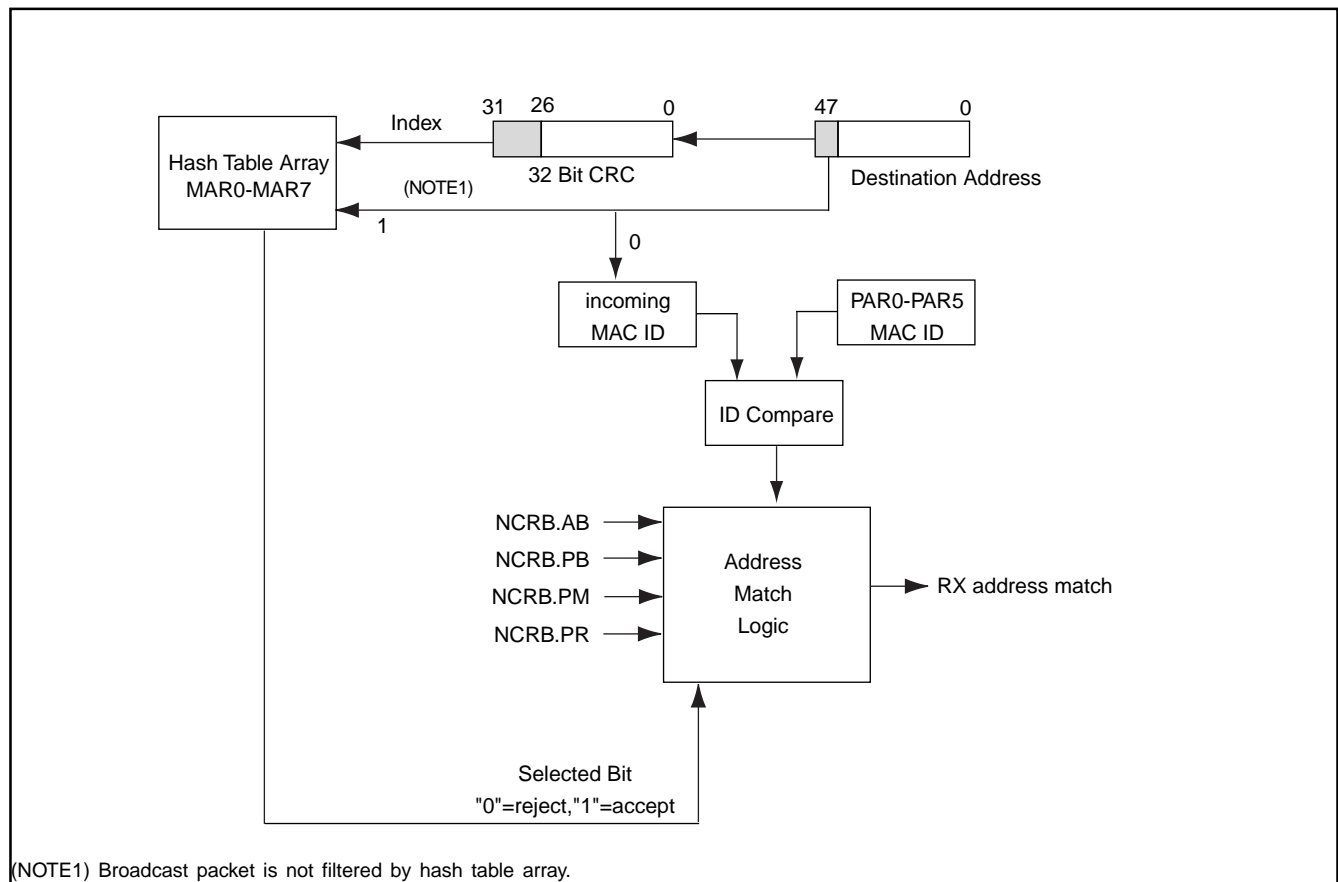 31 26 0 47 0
Index
Hash Table Array
MAR0-MAR7
32 Bit CRC
Destination Address
(NOTE1)
1
0
incoming
MAC ID
PAR0-PAR5
MAC ID
ID Compare
NCRB.AB
NCRB.PB
NCRB.PM
NCRB.PR
Address
Match
Logic
RX address match
Selected Bit
"0"=reject,"1"=accept
(NOTE1) Broadcast packet is not filtered by hash table array.